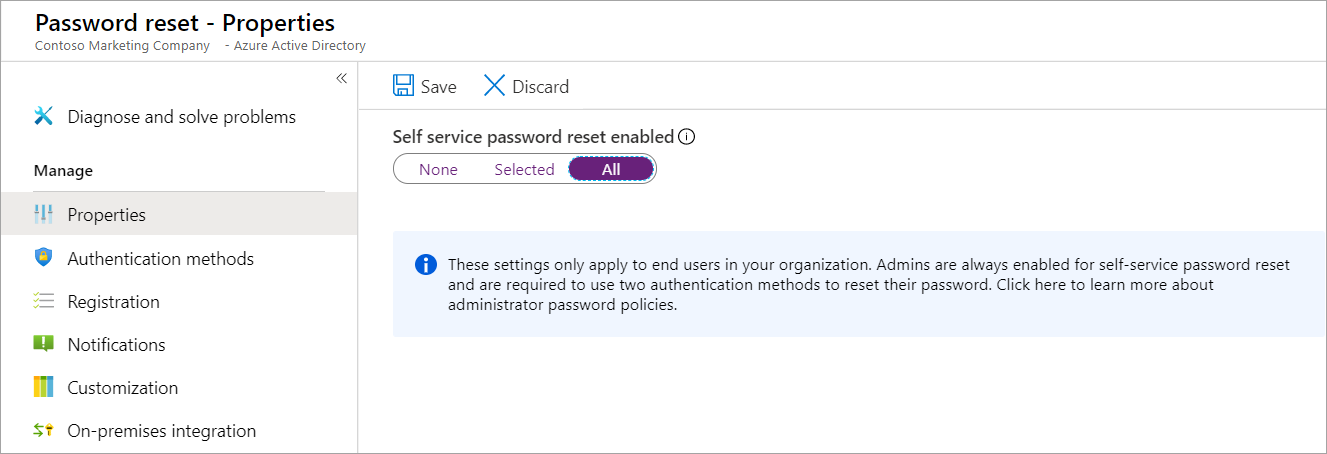 Password reset - Properties
Contoso Marketing Company - Azure Active Directory
«
Diagnose and solve problems
Manage
Properties
Authentication methods
Registration
Notifications
Customization
On-premises integration
Save Discard
Self service password reset enabled
None Selected All
These settings only apply to end users in your organization. Admins are always enabled for self-service password reset
and are required to use two authentication methods to reset their password. Click here to learn more about
administrator password policies.